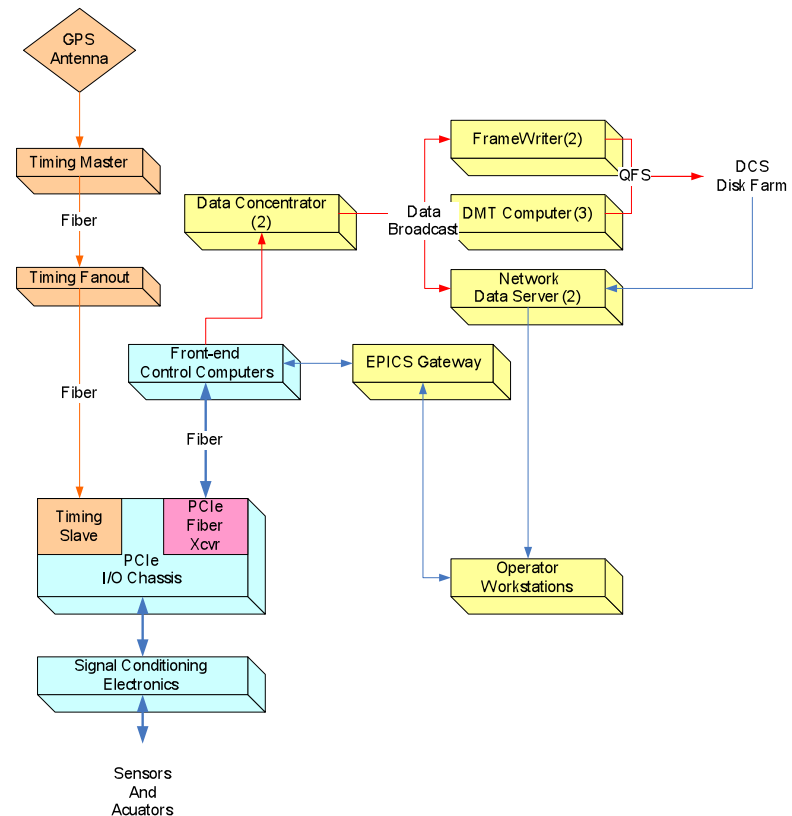 GPS
Antenna
Timing Master
Fiber
Timing Fanout
Fiber
Data Concentrator
(2)
FrameWriter(2)
QFS
DCS
Disk Farm
DMT Computer(3)
Data
Broadcast
Network
Data Server (2)
Front-end
Control Computers
EPICS Gateway
Fiber
Timing
Slave
PCIe
Fiber
Xcvr
PCIe
I/O Chassis
Operator
Workstations
Signal Conditioning
Electronics
Sensors
And
Acuators